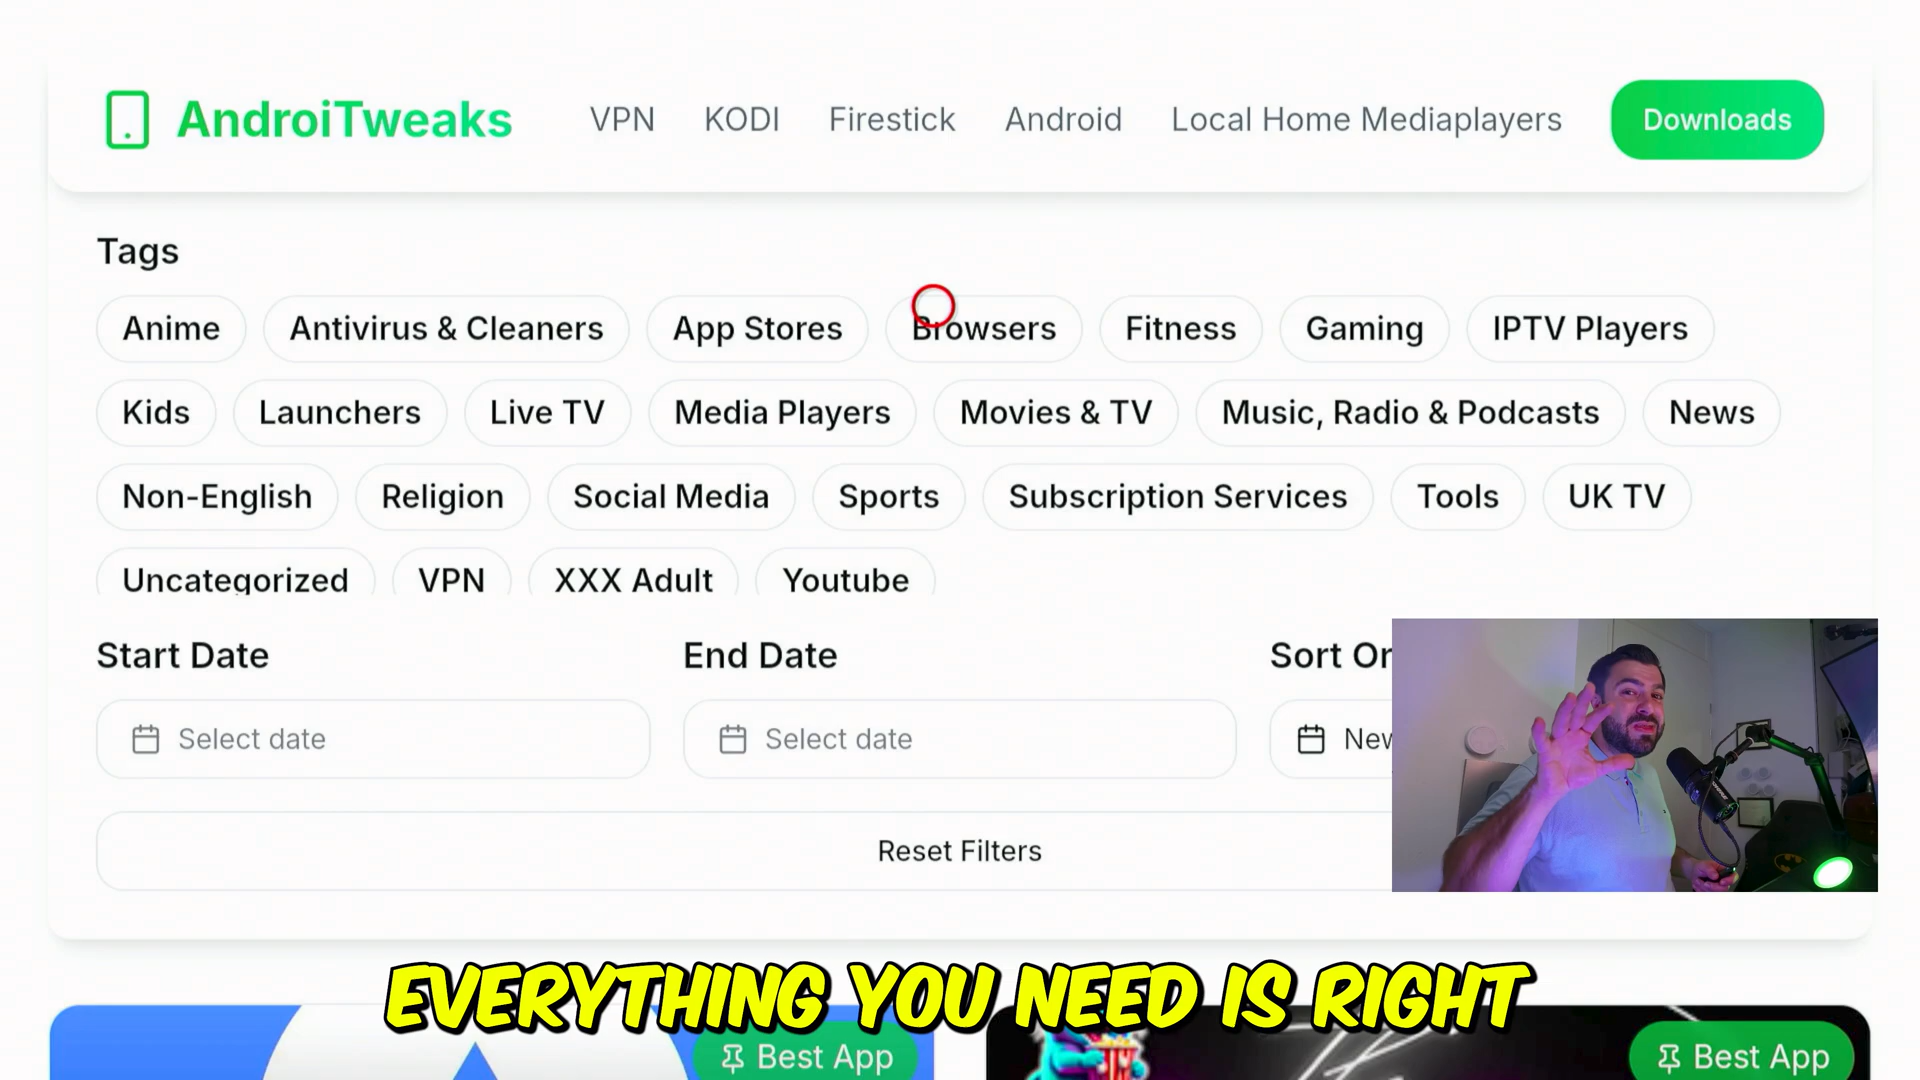 AndroiTweaks VPN KODI Firestick Android Local Home Mediaplayers Downloads
Tags
Anime Antivirus & Cleaners App Stores Browsers Fitness Gaming IPTV Players
Kids Launchers Live TV Media Players Movies & TV Music, Radio & Podcasts News
Non-English Religion Social Media Sports Subscription Services Tools UK TV
Uncategorized VPN XXX Adult Youtube
Start Date End Date Sort Or
Select date Select date New
Reset Filters
EVERYTHING YOU NEED IS RIGHT
Best App Best App